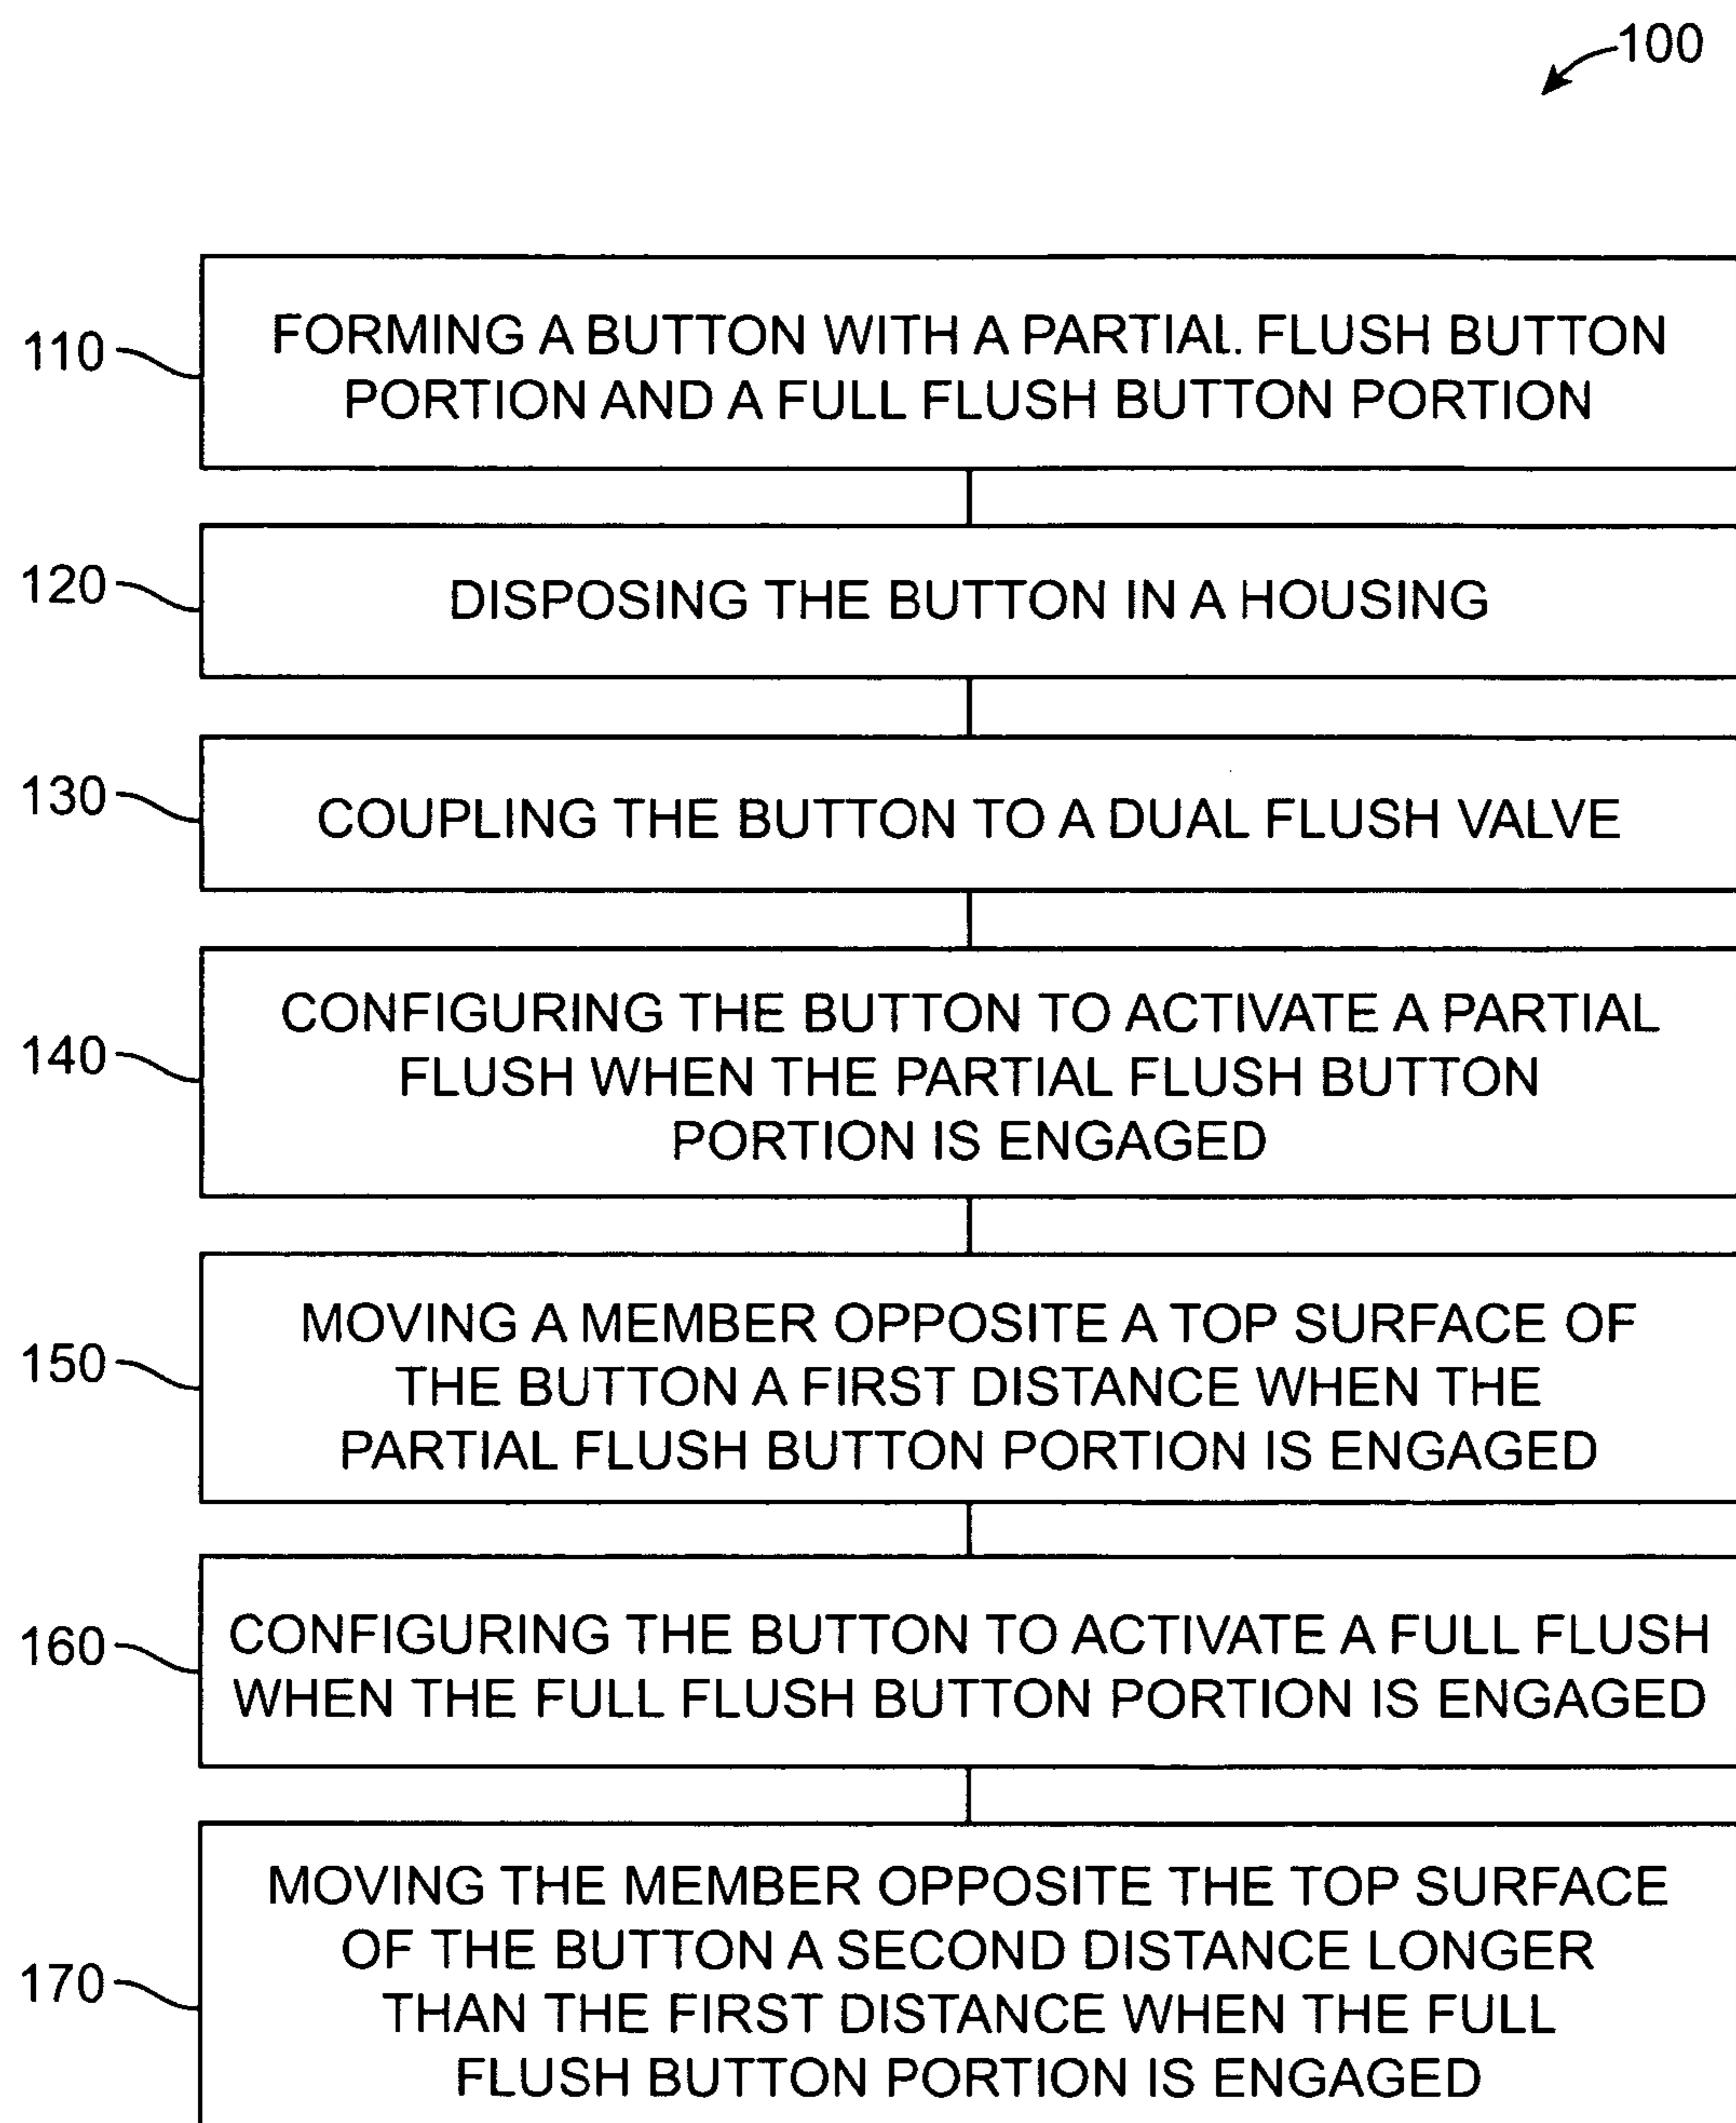 100
110
FORMING A BUTTON WITH A PARTIAL. FLUSH BUTTON
PORTION AND A FULL FLUSH BUTTON PORTION
120
DISPOSING THE BUTTON IN A HOUSING
130
COUPLING THE BUTTON TO A DUAL FLUSH VALVE
140
CONFIGURING THE BUTTON TO ACTIVATE A PARTIAL
FLUSH WHEN THE PARTIAL FLUSH BUTTON
PORTION IS ENGAGED
150
MOVING A MEMBER OPPOSITE A TOP SURFACE OF
THE BUTTON A FIRST DISTANCE WHEN THE
PARTIAL FLUSH BUTTON PORTION IS ENGAGED
160
CONFIGURING THE BUTTON TO ACTIVATE A FULL FLUSH
WHEN THE FULL FLUSH BUTTON PORTION IS ENGAGED
170
MOVING THE MEMBER OPPOSITE THE TOP SURFACE
OF THE BUTTON A SECOND DISTANCE LONGER
THAN THE FIRST DISTANCE WHEN THE FULL
FLUSH BUTTON PORTION IS ENGAGED